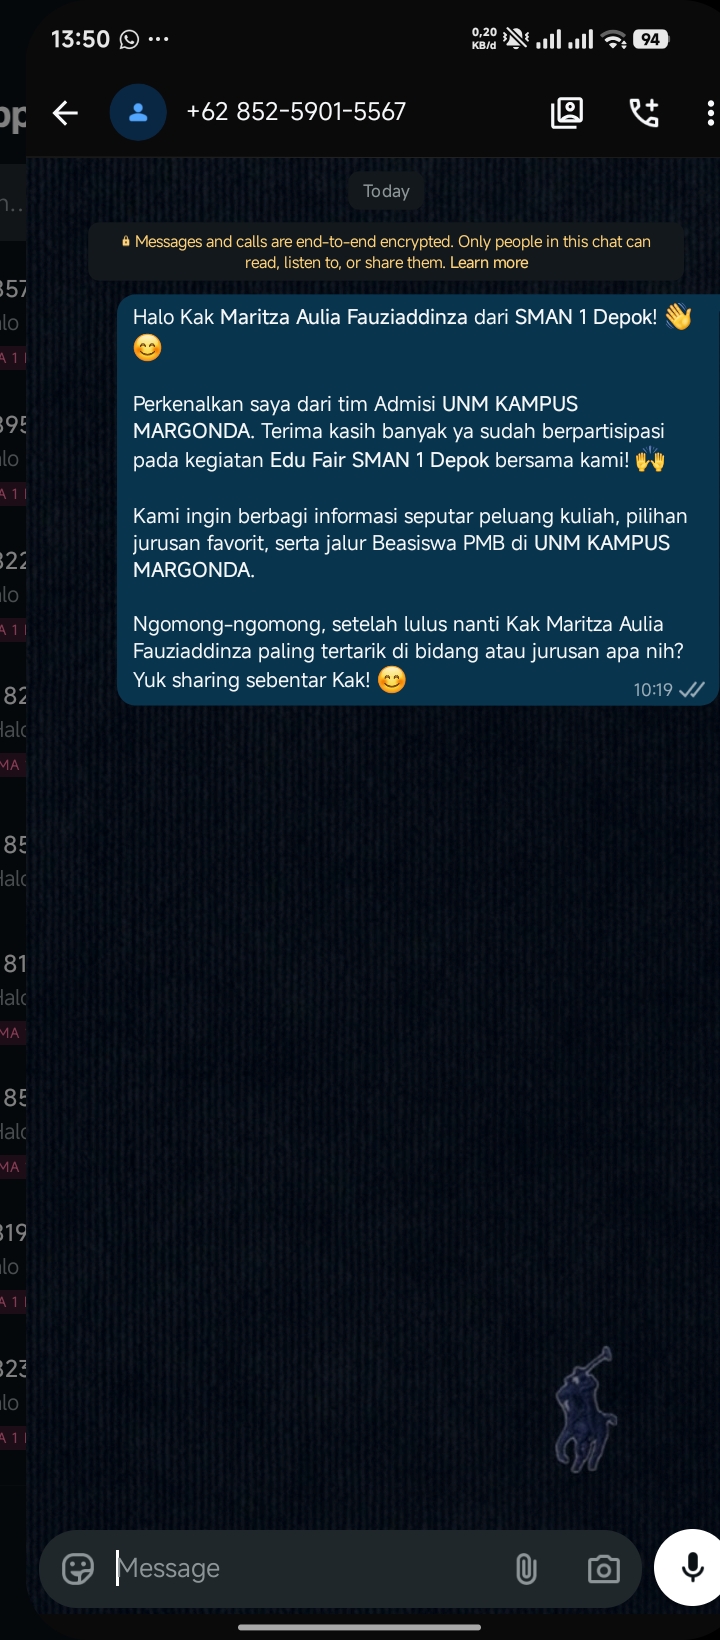 13:50
0,20
KB/d
94
+62 852-5901-5567
Today
Messages and calls are end-to-end encrypted. Only people in this chat can
read, listen to, or share them. Learn more
Halo Kak Maritza Aulia Fauziaddinza dari SMAN 1 Depok! 👋
😊
Perkenalkan saya dari tim Admisi UNM KAMPUS
MARGONDA. Terima kasih banyak ya sudah berpartisipasi
pada kegiatan Edu Fair SMAN 1 Depok bersama kami! 🙌
Kami ingin berbagi informasi seputar peluang kuliah, pilihan
jurusan favorit, serta jalur Beasiswa PMB di UNM KAMPUS
MARGONDA.
Ngomong-ngomong, setelah lulus nanti Kak Maritza Aulia
Fauziaddinza paling tertarik di bidang atau jurusan apa nih?
Yuk sharing sebentar Kak! 😊
10:19
Message